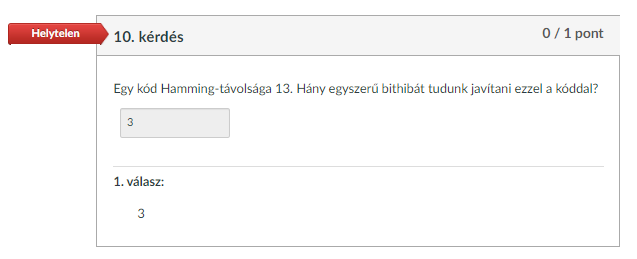 Helytelen
10. kérdés
0 / 1 pont
Egy kód Hamming-távolsága 13. Hány egyszerű bithibát tudunk javítani ezzel a kóddal?
3
1. válasz:
3